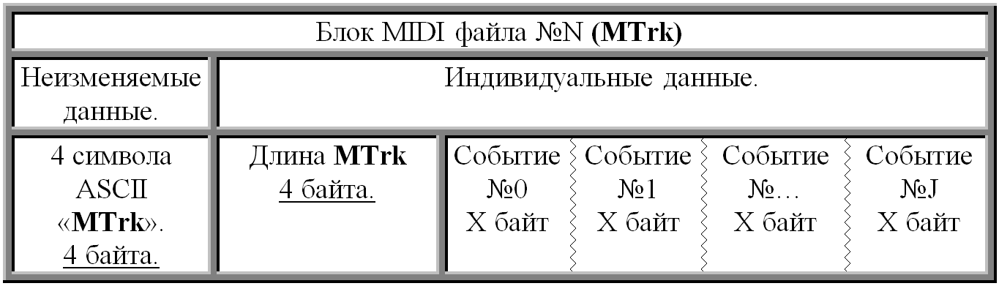 Блок MIDI файла №N (MTrk)
Неизменяемые
данные.
Индивидуальные данные.
4 символа
ASCII
«MTrk».
4 байта.
Длина MTrk
4 байта.
Событие
№0
X байт
Событие
№1
X байт
Событие
№…
X байт
Событие
№J
X байт